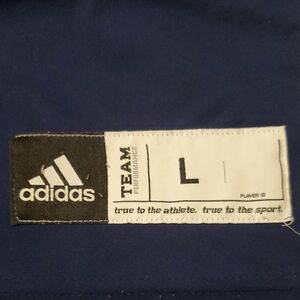 adidas
TEAM
PERFORMANCE
L
PLAYER ID
true to the athlete. true to the sport.